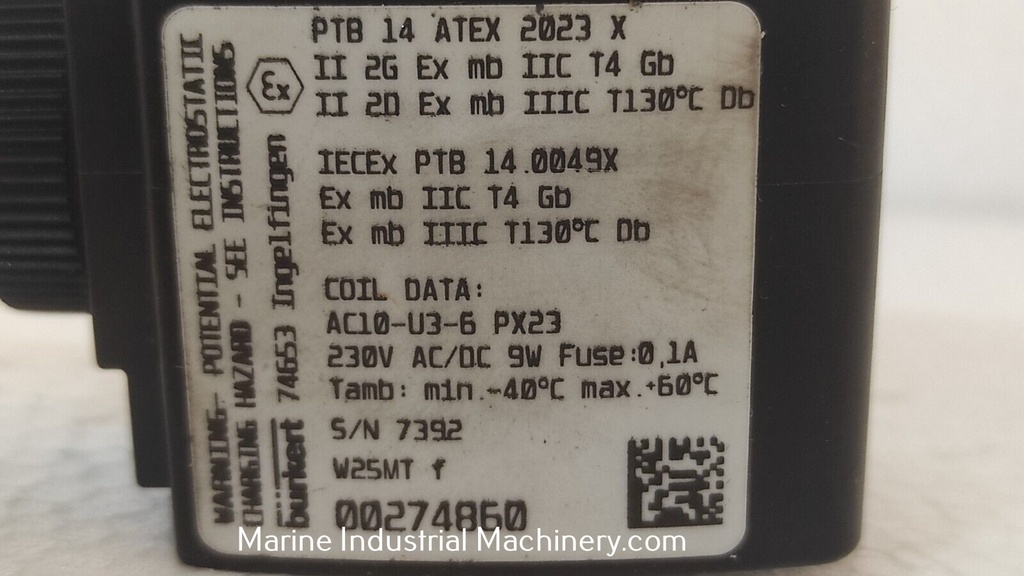 WARNING- POTENTIAL ELECTROSTATIC
CHARGING HAZARD - SEE INSTRUCTIONS
bürkert 74653 Ingelfingen
Ex
PTB 14 ATEX 2023 X
II 2G Ex mb IIC T4 Gb
II 2D Ex mb IIIC T130°C Db
IECEx PTB 14.0049X
Ex mb IIC T4 Gb
Ex mb IIIC T130°C Db
COIL DATA:
AC10-U3-6 PX23
230V AC/DC 9W Fuse:0,1A
Tamb: min.-40°C max.+60°C
S/N 7392
W25MT f
00274860
Marine Industrial Machinery.com